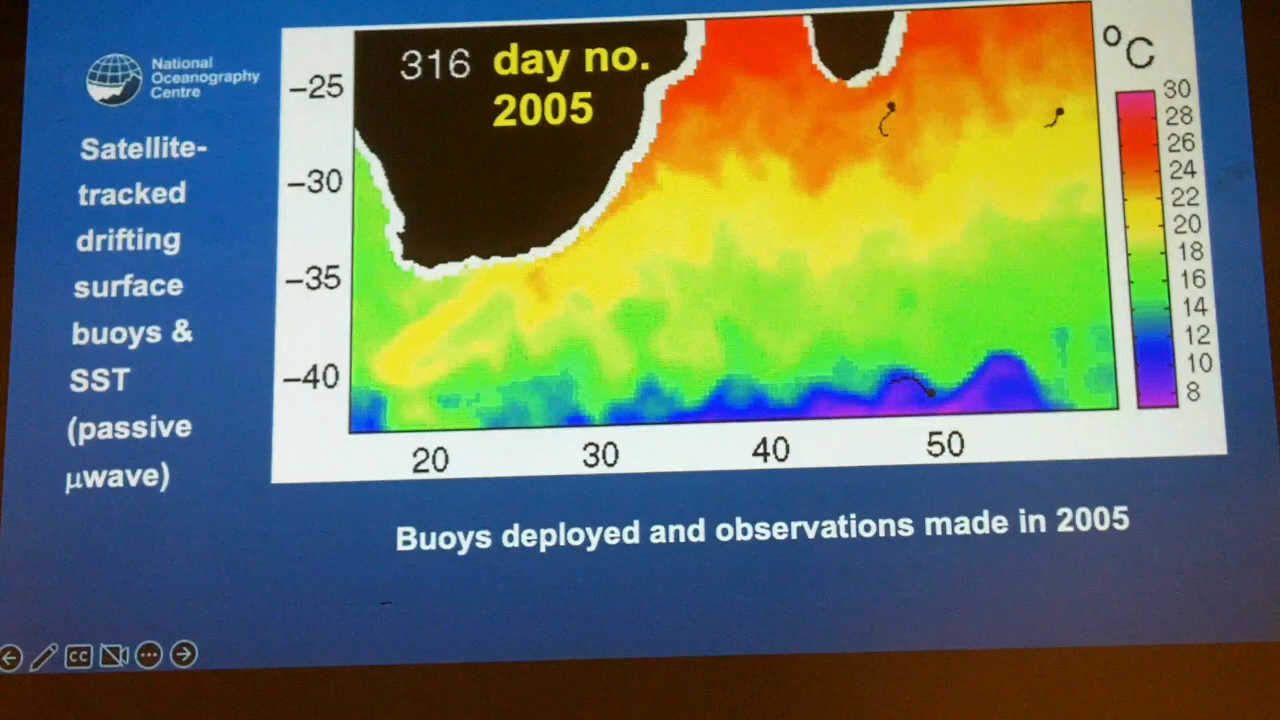 National
Oceanography
Centre
Satellite-
tracked
drifting
surface
buoys &
SST
(passive
μwave)
316 day no.
2005
−25
−30
−35
−40
20 30 40 50
°C
30
28
26
24
22
20
18
16
14
12
10
8
Buoys deployed and observations made in 2005
CC